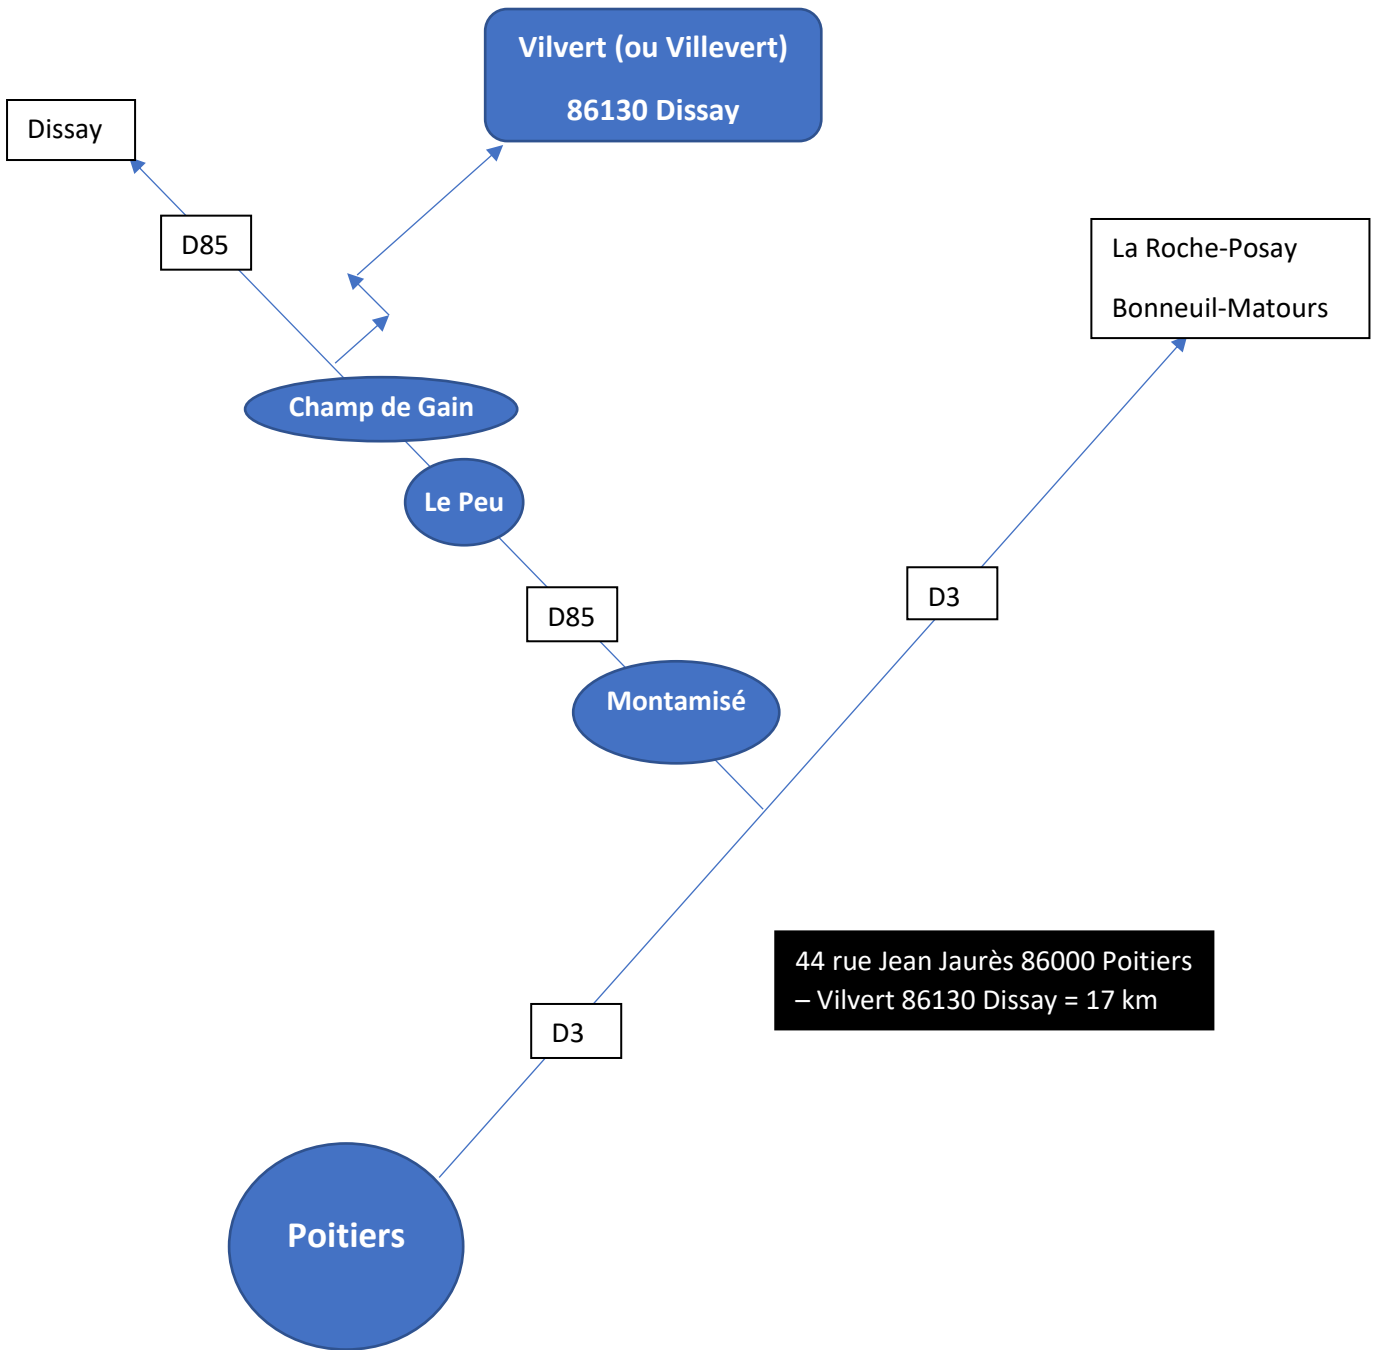 Vilvert (ou Villevert)
86130 Dissay
Dissay
D85
La Roche-Posay
Bonneuil-Matours
Champ de Gain
Le Peu
D85
D3
Montamisé
44 rue Jean Jaurès 86000 Poitiers
– Vilvert 86130 Dissay = 17 km
D3
Poitiers